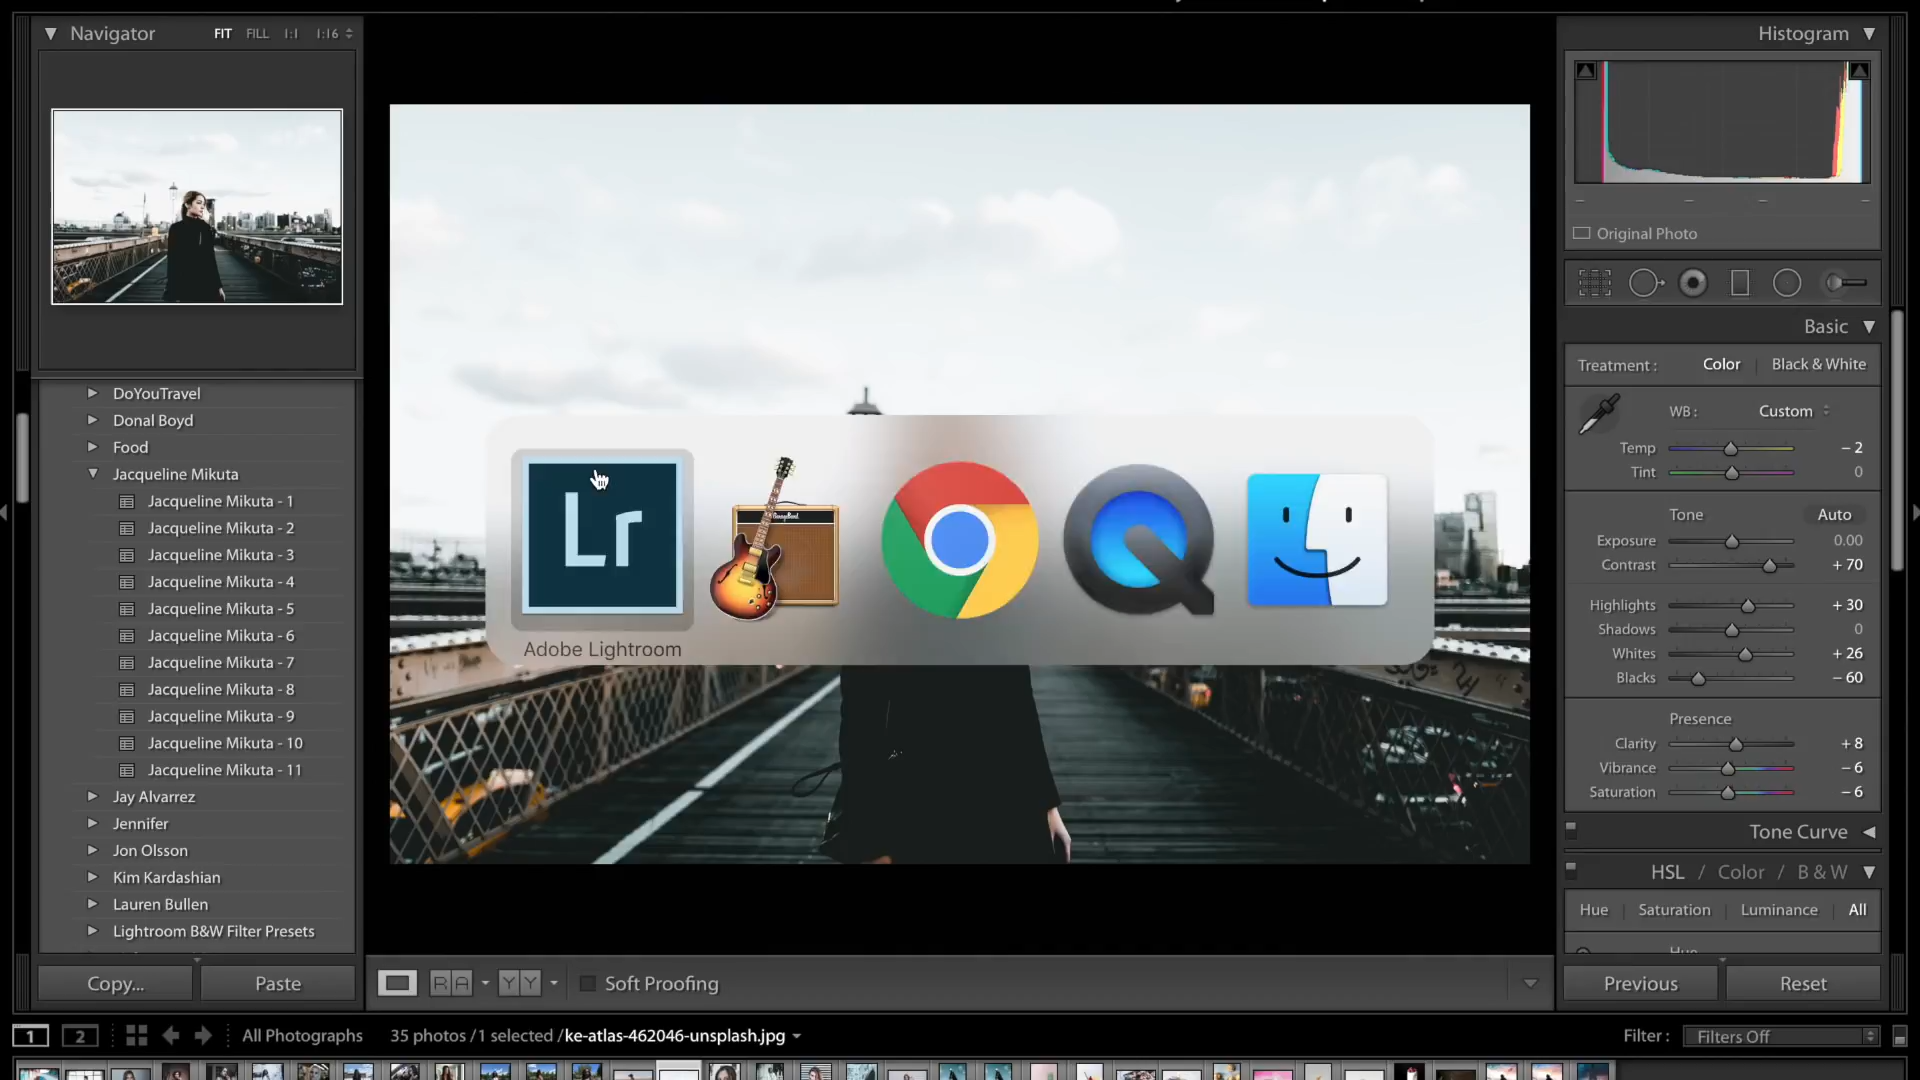 Navigator
FIT FILL 1:1 1:16
DoYouTravel
Donal Boyd
Food
Jacqueline Mikuta
Jacqueline Mikuta - 1
Jacqueline Mikuta - 2
Jacqueline Mikuta - 3
Jacqueline Mikuta - 4
Jacqueline Mikuta - 5
Jacqueline Mikuta - 6
Jacqueline Mikuta - 7
Jacqueline Mikuta - 8
Jacqueline Mikuta - 9
Jacqueline Mikuta - 10
Jacqueline Mikuta - 11
Jay Alvarrez
Jennifer
Jon Olsson
Kim Kardashian
Lauren Bullen
Lightroom B&W Filter Presets
Copy... Paste
Lr
GarageBand
Adobe Lightroom
R A Y Y Soft Proofing
Histogram
Original Photo
Basic
Treatment : Color Black & White
WB : Custom
Temp - 2
Tint 0
Tone Auto
Exposure 0.00
Contrast + 70
Highlights + 30
Shadows 0
Whites + 26
Blacks - 60
Presence
Clarity + 8
Vibrance - 6
Saturation - 6
Tone Curve
HSL / Color / B & W
Hue Saturation Luminance All
Hue
Previous Reset
1 2 All Photographs 35 photos / 1 selected / ke-atlas-462046-unsplash.jpg Filter : Filters Off